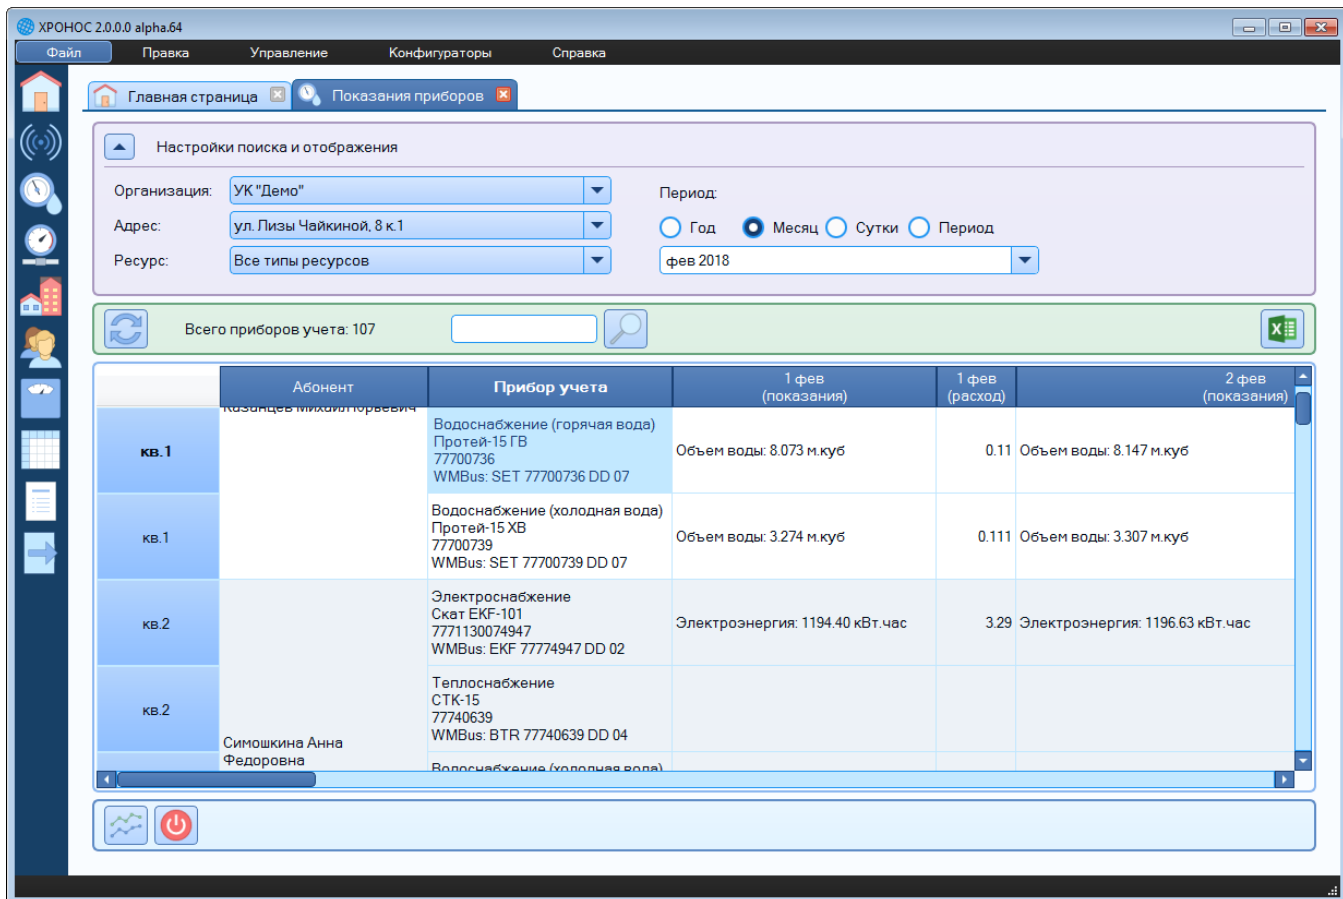 ХРОНОС 2.0.0.0 alpha.64
Файл Правка Управление Конфигураторы Справка
Главная страница Показания приборов
Настройки поиска и отображения
Организация: УК "Демо" Период:
Адрес: ул. Лизы Чайкиной, 8 к.1 Год Месяц Сутки Период
Ресурс: Все типы ресурсов фев 2018
Всего приборов учета: 107
Абонент Прибор учета 1 фев (показания) 1 фев (расход) 2 фев (показания)
Казанцев Михаил Юрьевич
кв.1
Водоснабжение (горячая вода)
Протей-15 ГВ
77700736
WMBus: SET 77700736 DD 07
Объем воды: 8.073 м.куб 0.11 Объем воды: 8.147 м.куб
кв.1
Водоснабжение (холодная вода)
Протей-15 ХВ
77700739
WMBus: SET 77700739 DD 07
Объем воды: 3.274 м.куб 0.111 Объем воды: 3.307 м.куб
кв.2
Электроснабжение
Скат EKF-101
7771130074947
WMBus: EKF 77774947 DD 02
Электроэнергия: 1194.40 кВт.час 3.29 Электроэнергия: 1196.63 кВт.час
кв.2
Теплоснабжение
СТК-15
77740639
WMBus: BTR 77740639 DD 04
Симошкина Анна
Федоровна
Водоснабжение (холодная вода)